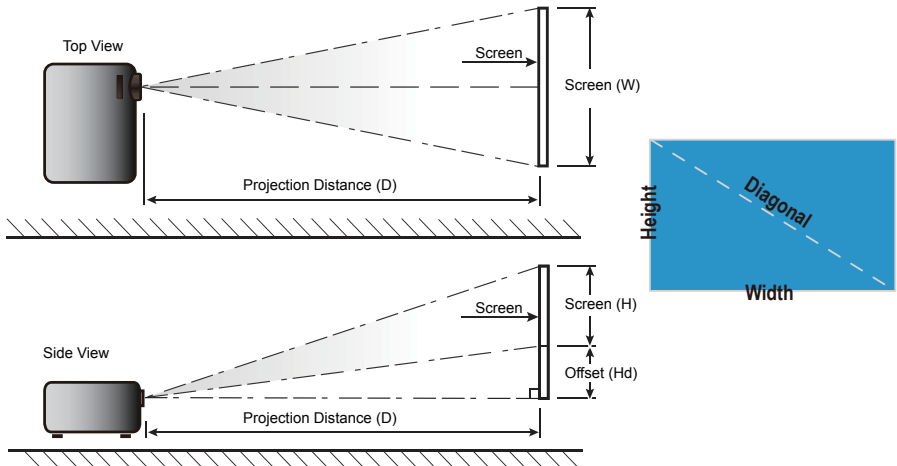 Top View
Screen
Screen (W)
Projection Distance (D)
Height
Diagonal
Width
Side View
Screen
Screen (H)
Offset (Hd)
Projection Distance (D)